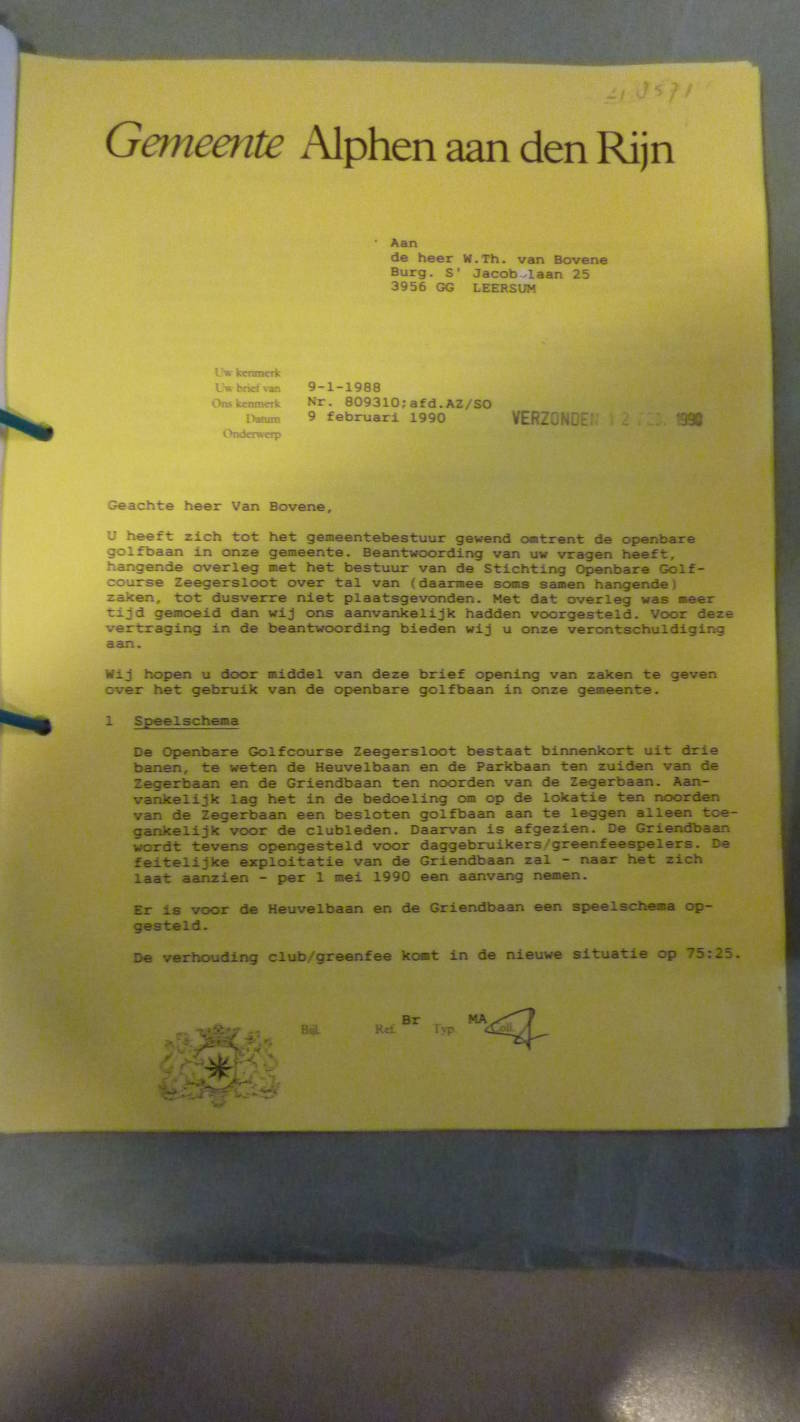 Gemeente Alphen aan den Rijn
Aan
de heer W.Th. van Bovene
Burg. S' Jacob laan 25
3956 GG LEERSUM
Uw kenmerk
Uw brief van 9-1-1988
Ons kenmerk Nr. 809310;afd.AZ/SO
Datum 9 februari 1990 VERZONDEN 12 FEB. 1990
Onderwerp
Geachte heer Van Bovene,
U heeft zich tot het gemeentebestuur gewend omtrent de openbare
golfbaan in onze gemeente. Beantwoording van uw vragen heeft,
hangende overleg met het bestuur van de Stichting Openbare Golf-
course Zeegersloot over tal van (daarmee soms samen hangende)
zaken, tot dusverre niet plaatsgevonden. Met dat overleg was meer
tijd gemoeid dan wij ons aanvankelijk hadden voorgesteld. Voor deze
vertraging in de beantwoording bieden wij u onze verontschuldiging
aan.
Wij hopen u door middel van deze brief opening van zaken te geven
over het gebruik van de openbare golfbaan in onze gemeente.
1 Speelschema
De Openbare Golfcourse Zeegersloot bestaat binnenkort uit drie
banen, te weten de Heuvelbaan en de Parkbaan ten zuiden van de
Zegerbaan en de Griendbaan ten noorden van de Zegerbaan. Aan-
vankelijk lag het in de bedoeling om op de lokatie ten noorden
van de Zegerbaan een besloten golfbaan aan te leggen alleen toe-
gankelijk voor de clubleden. Daarvan is afgezien. De Griendbaan
wordt tevens opengesteld voor daggebruikers/greenfeespelers. De
feitelijke exploitatie van de Griendbaan zal - naar het zich
laat aanzien - per 1 mei 1990 een aanvang nemen.
Er is voor de Heuvelbaan en de Griendbaan een speelschema op-
gesteld.
De verhouding club/greenfee komt in de nieuwe situatie op 75:25.
Bijl. Ref. Br Typ. MA Coll.